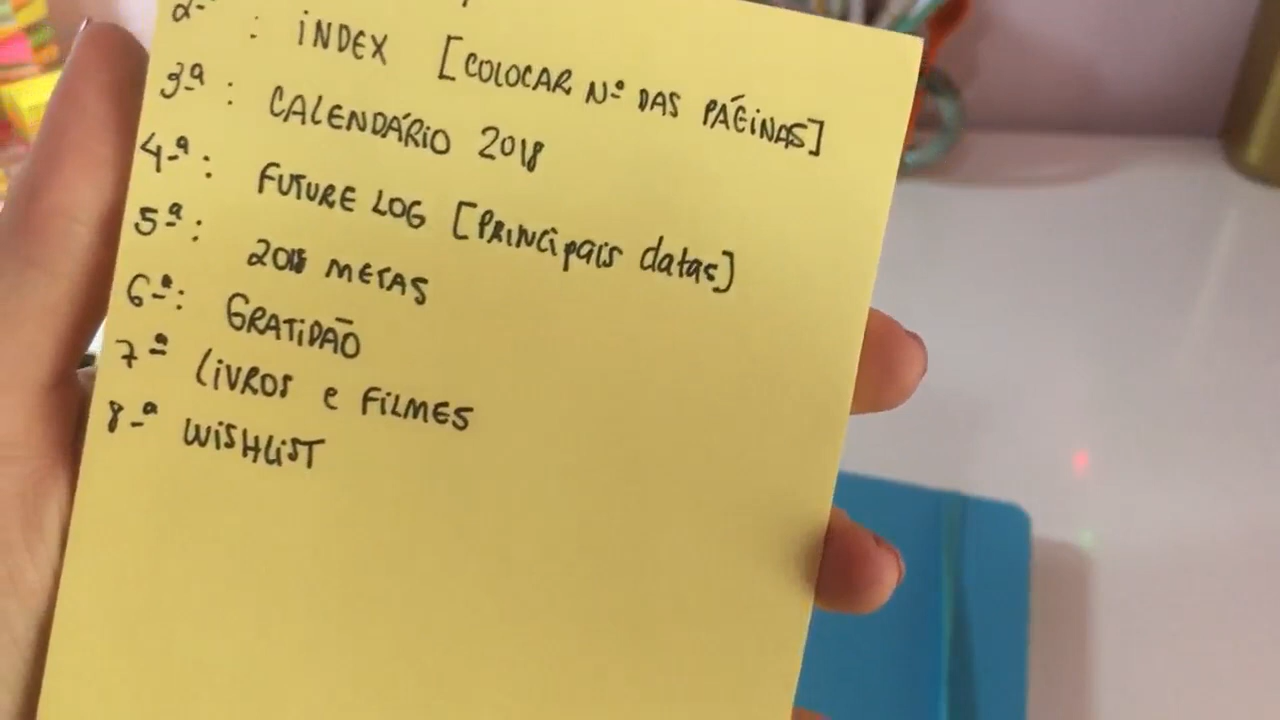 2ª : INDEX [COLOCAR Nº DAS PÁGINAS]
3ª : CALENDÁRIO 2018
4ª : FUTURE LOG [PRINCIPAIS datas]
5ª : 2018 METAS
6ª : GRATIDÃO
7ª LIVROS e FILMES
8ª WISHLIST